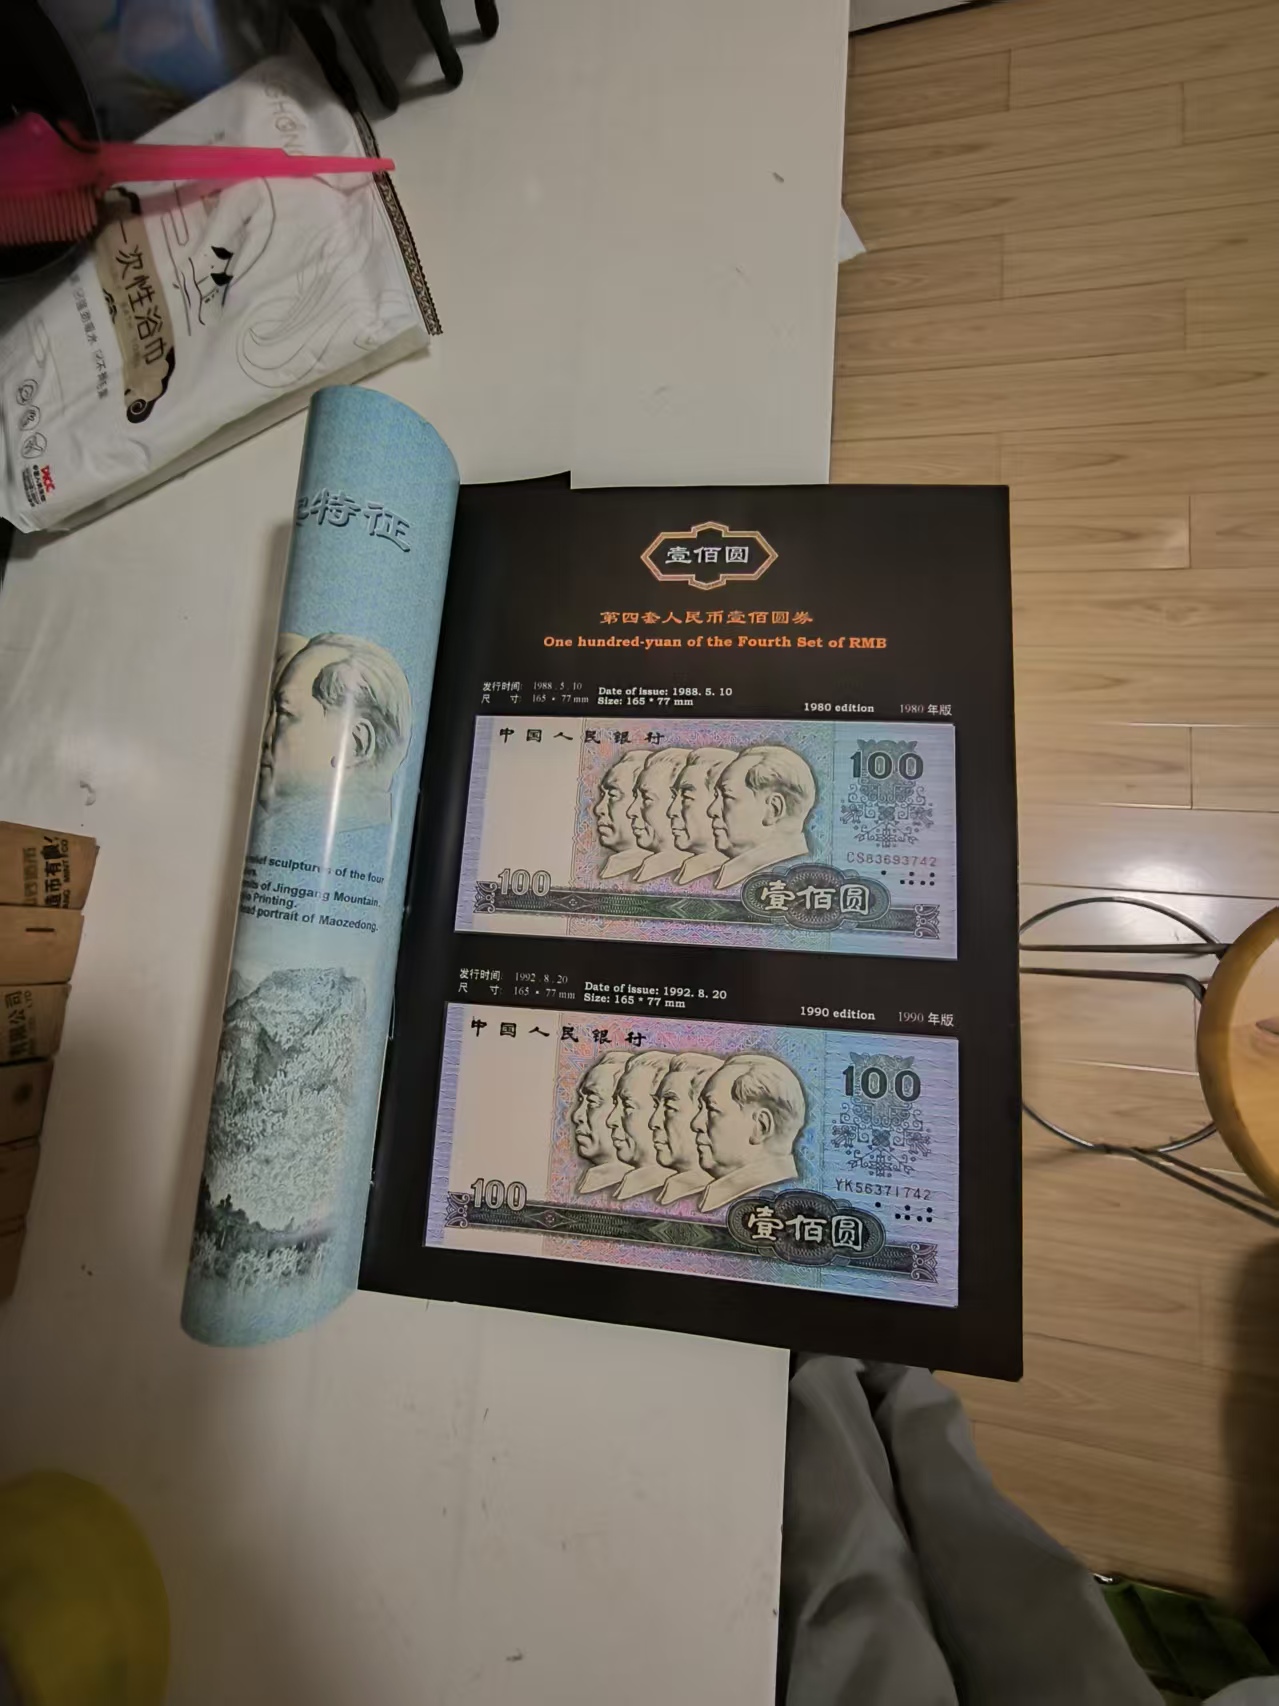 一次性浴巾
特征
relief sculptures of the four
of Jinggang Mountain.
Printing.
portrait of Maozedong.
壹佰圆
第四套人民币壹佰圆券
One hundred-yuan of the Fourth Set of RMB
发行时间: 1988.5.10 Date of issue: 1988. 5. 10
尺 寸: 165 * 77 mm Size: 165 * 77 mm
1980 edition 1980 年版
中国人民银行
100
CS83693742
100
壹佰圆
发行时间: 1992.8.20 Date of issue: 1992. 8. 20
尺 寸: 165 * 77 mm Size: 165 * 77 mm
1990 edition 1990 年版
中国人民银行
100
YK56371742
100
壹佰圆